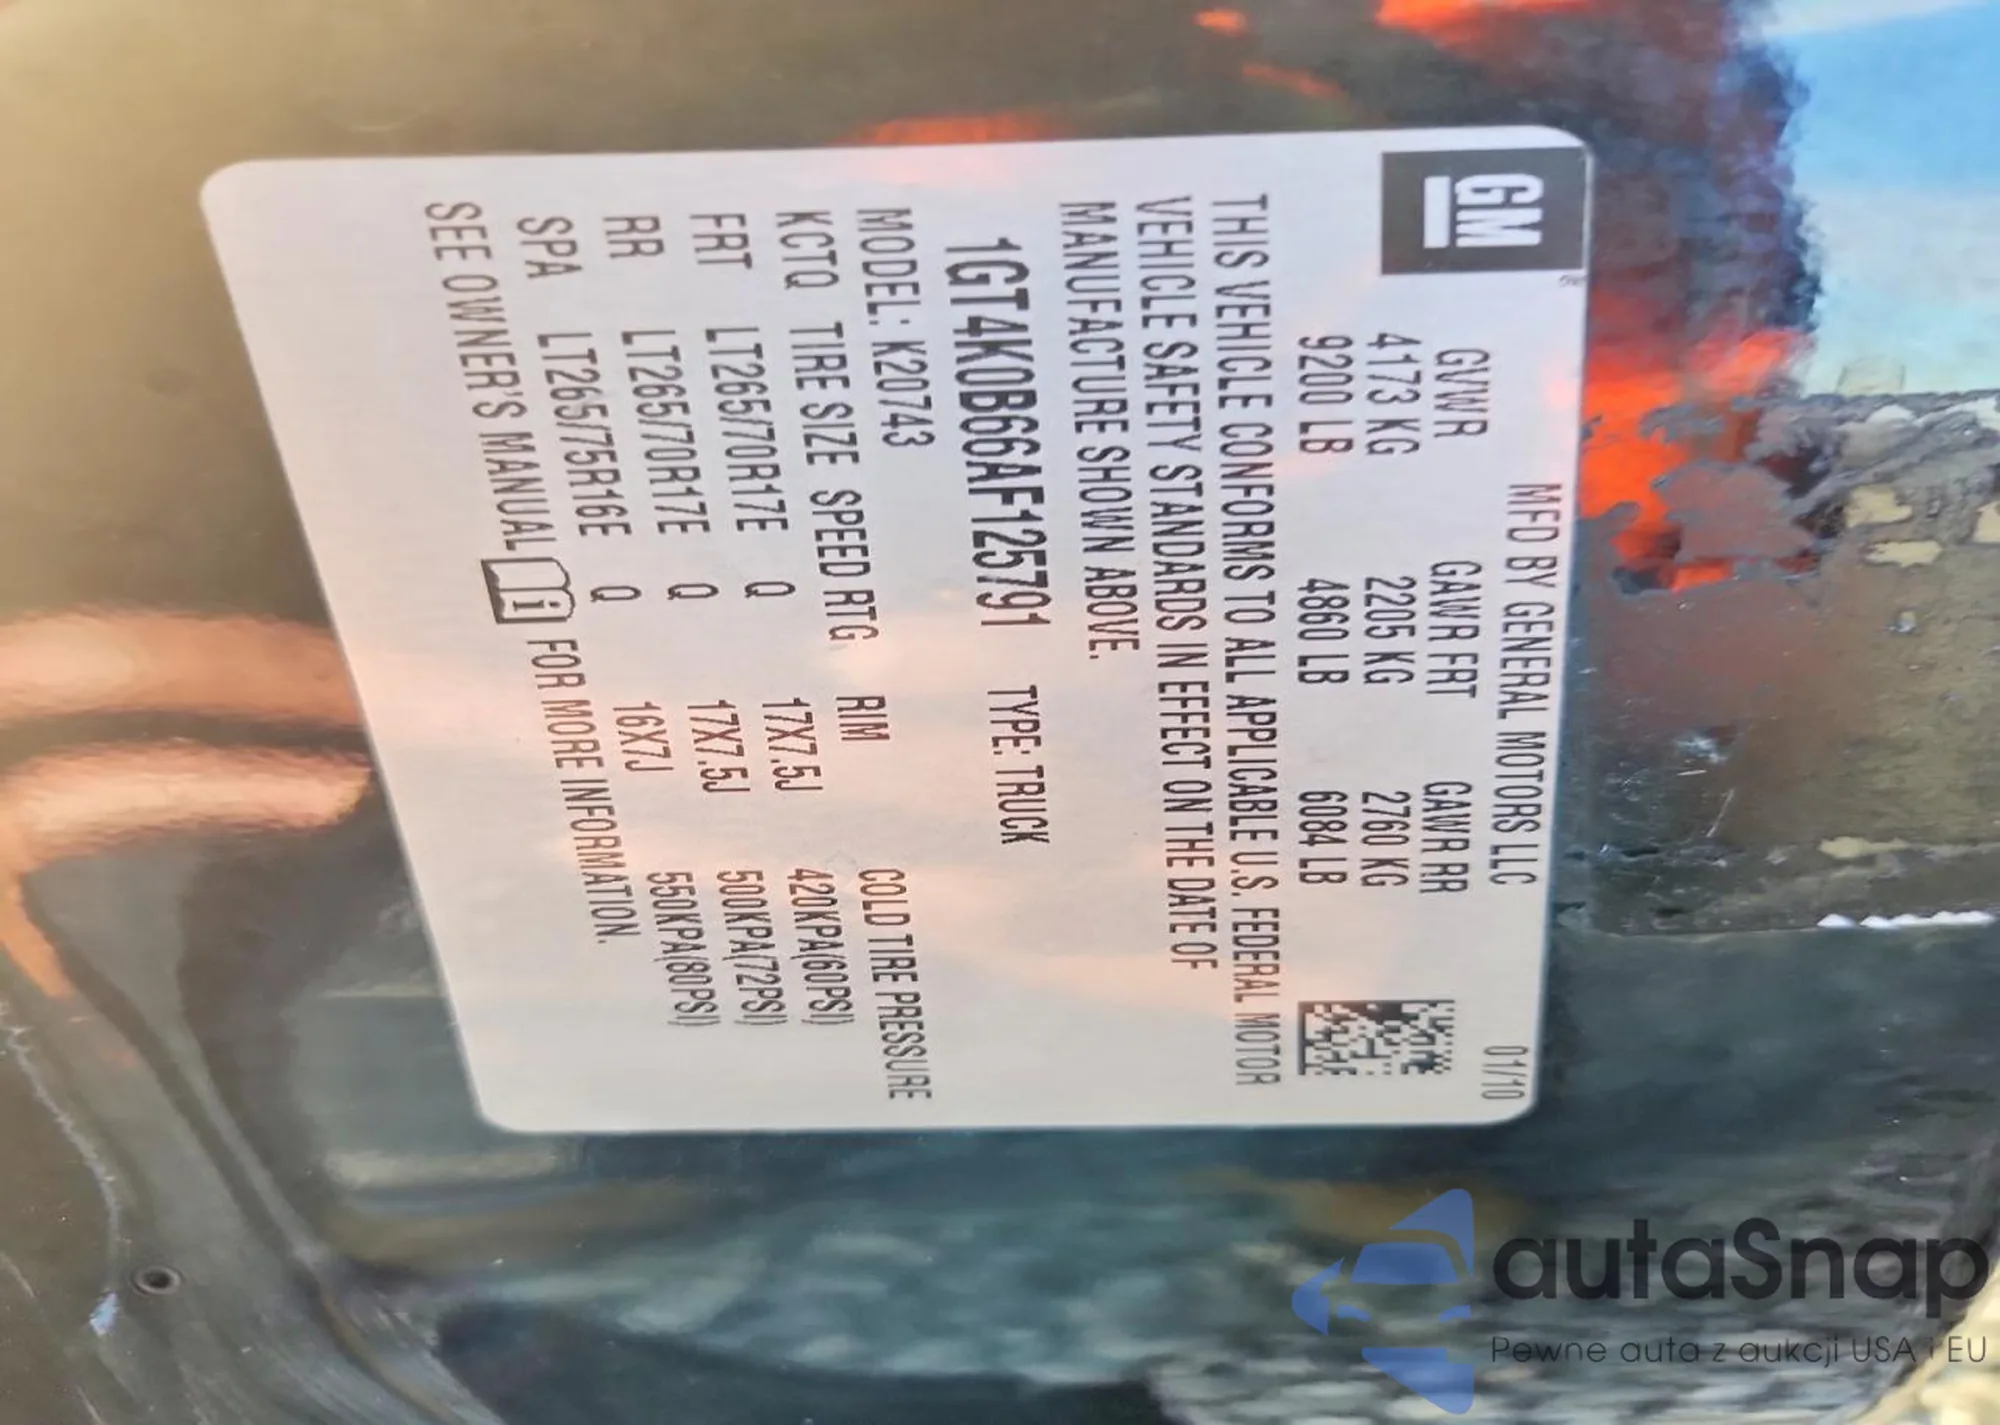 GM
MFD BY GENERAL MOTORS LLC 01/10
GVWR GAWR FRT GAWR RR
4173 KG 2205 KG 2760 KG
9200 LB 4860 LB 6084 LB
THIS VEHICLE CONFORMS TO ALL APPLICABLE U.S. FEDERAL MOTOR
VEHICLE SAFETY STANDARDS IN EFFECT ON THE DATE OF
MANUFACTURE SHOWN ABOVE.
1GT4K0B66AF125791 TYPE: TRUCK
MODEL: K20743
KCTQ TIRE SIZE SPEED RTG RIM COLD TIRE PRESSURE
FRT LT265/70R17E Q 17X7.5J 420KPA(60PSI)
RR LT265/70R17E Q 17X7.5J 500KPA(72PSI)
SPA LT265/75R16E Q 16X7J 550KPA(80PSI)
SEE OWNER'S MANUAL i FOR MORE INFORMATION.
autaSnap
Pewne auta z aukcji USA i EU